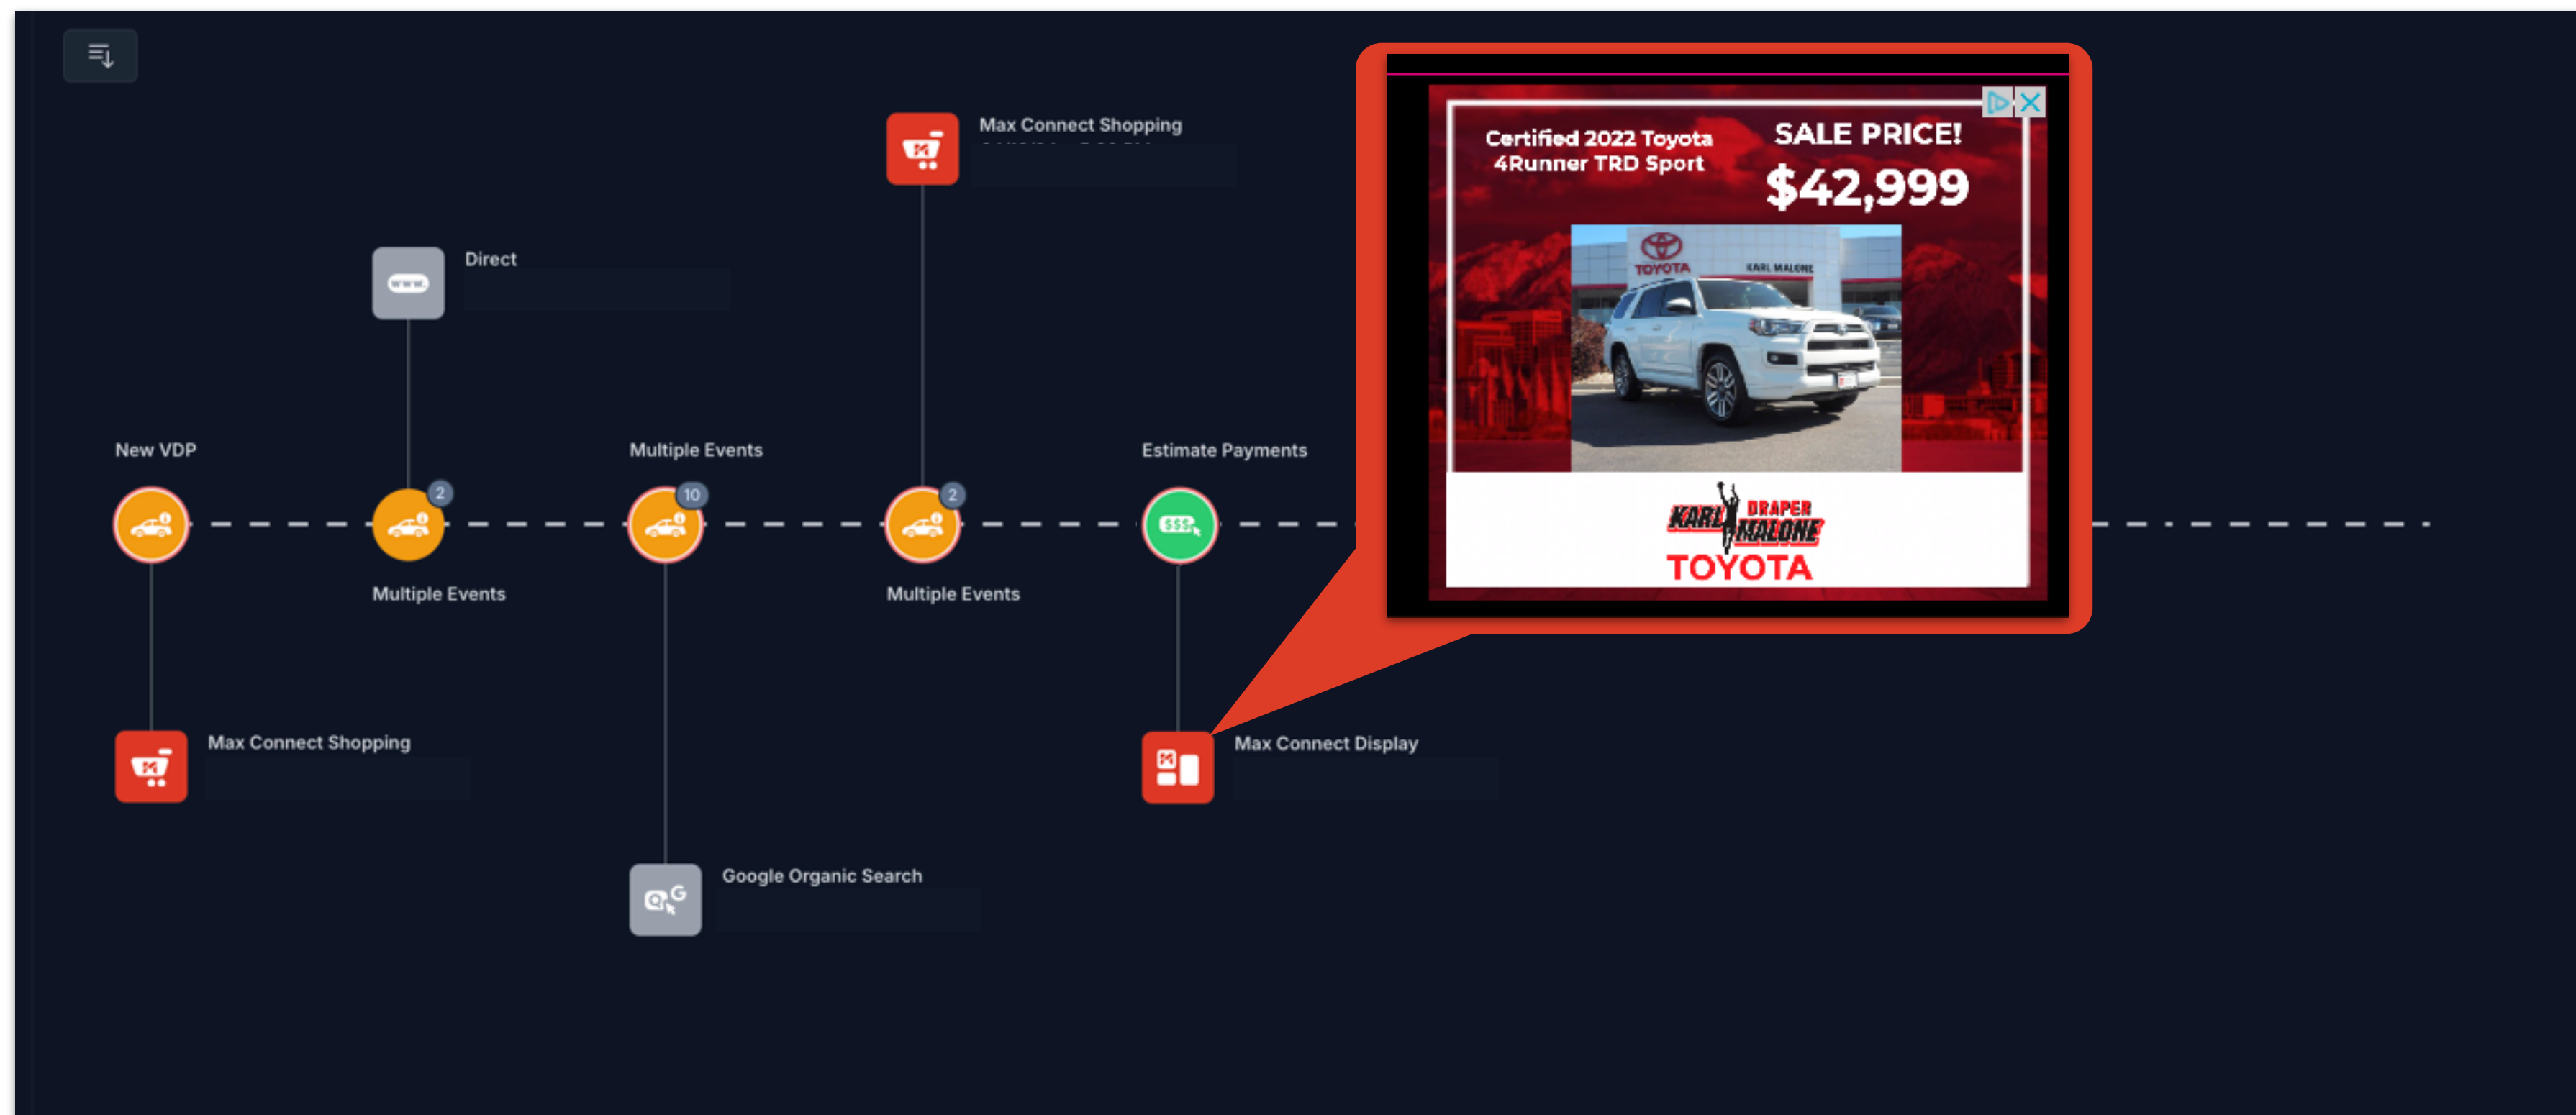 Max Connect Shopping
Direct
www.
New VDP
Multiple Events
Estimate Payments
2
10
2
$$$
Multiple Events
Multiple Events
Max Connect Shopping
Max Connect Display
Google Organic Search
G
Certified 2022 Toyota
4Runner TRD Sport
SALE PRICE!
$42,999
TOYOTA
KARL MALONE
KARL MALONE
DRAPER
TOYOTA